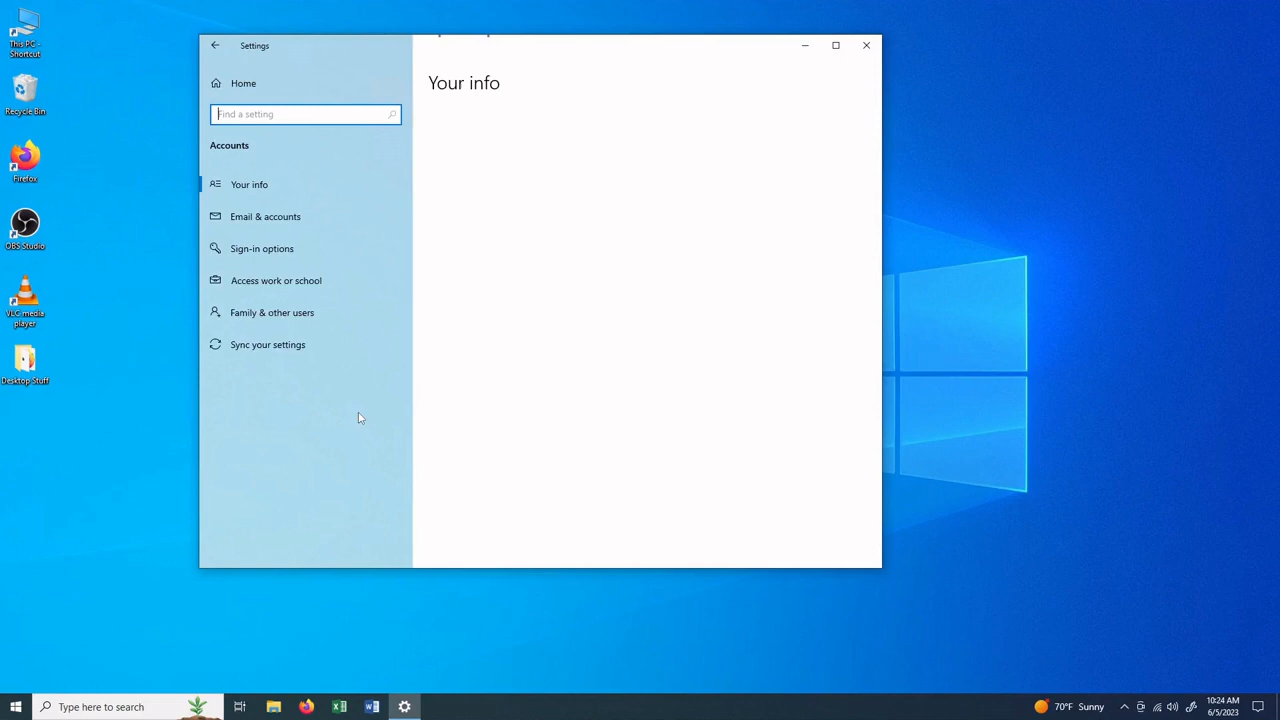 This PC -
Shortcut
Recycle Bin
Firefox
OBS Studio
VLC media
player
Desktop Stuff
Settings
Home
Find a setting
Accounts
Your info
Email & accounts
Sign-in options
Access work or school
Family & other users
Sync your settings
Your info
Type here to search
70°F Sunny
10:24 AM
6/5/2023